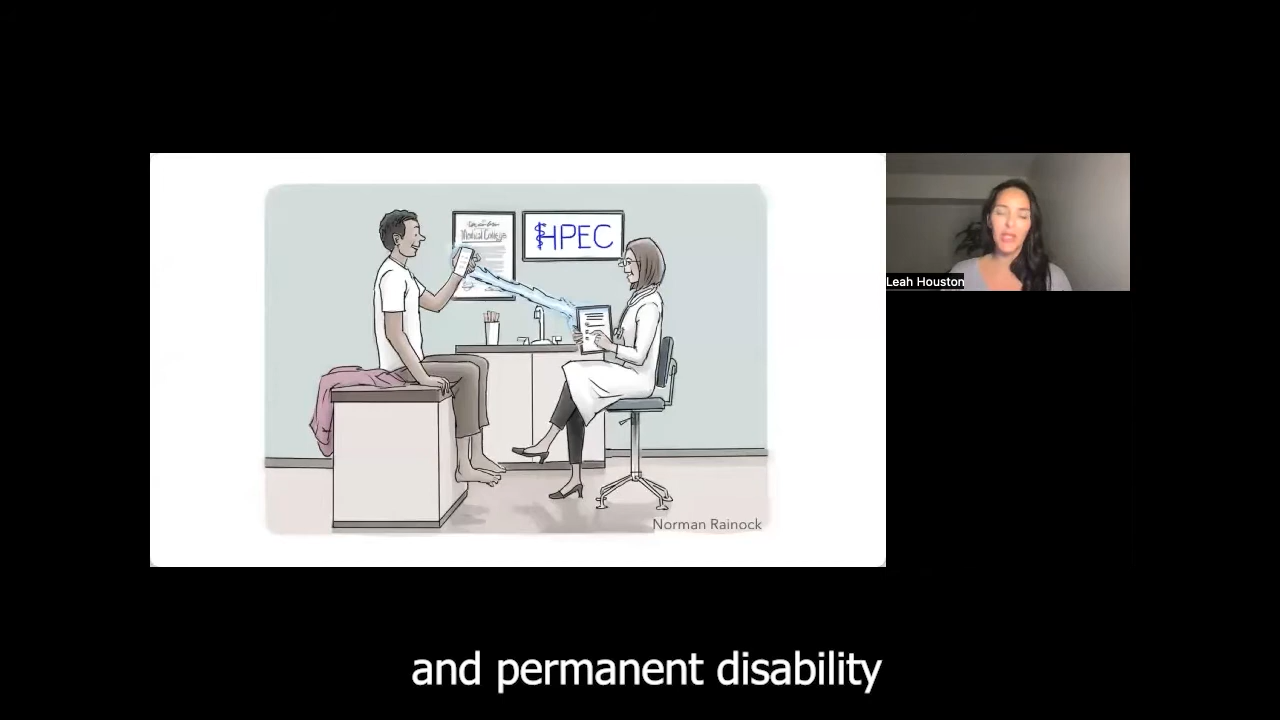 Medical College
HPEC
Norman Rainock
Leah Houston
and permanent disability